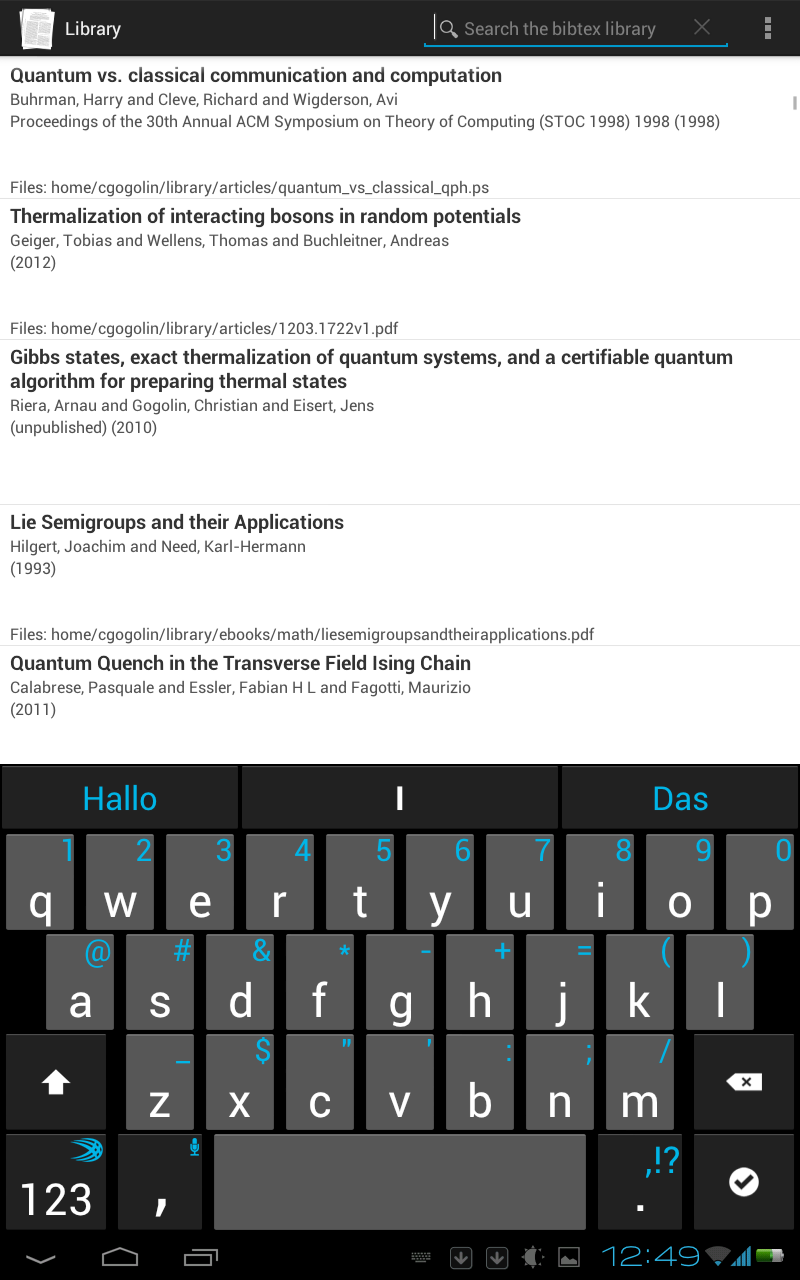 Library
Search the bibtex library
Quantum vs. classical communication and computation
Buhrman, Harry and Cleve, Richard and Wigderson, Avi
Proceedings of the 30th Annual ACM Symposium on Theory of Computing (STOC 1998) 1998 (1998)
Files: home/cgogolin/library/articles/quantum_vs_classical_qph.ps
Thermalization of interacting bosons in random potentials
Geiger, Tobias and Wellens, Thomas and Buchleitner, Andreas
(2012)
Files: home/cgogolin/library/articles/1203.1722v1.pdf
Gibbs states, exact thermalization of quantum systems, and a certifiable quantum
algorithm for preparing thermal states
Riera, Arnau and Gogolin, Christian and Eisert, Jens
(unpublished) (2010)
Lie Semigroups and their Applications
Hilgert, Joachim and Need, Karl-Hermann
(1993)
Files: home/cgogolin/library/ebooks/math/liesemigroupsandtheirapplications.pdf
Quantum Quench in the Transverse Field Ising Chain
Calabrese, Pasquale and Essler, Fabian H L and Fagotti, Maurizio
(2011)
Hallo I Das
1 2 3 4 5 6 7 8 9 0
q w e r t y u i o p
@ # & * - + = ( )
a s d f g h j k l
_ $ " ' : ; /
z x c v b n m
,!?
123 , .
12:49